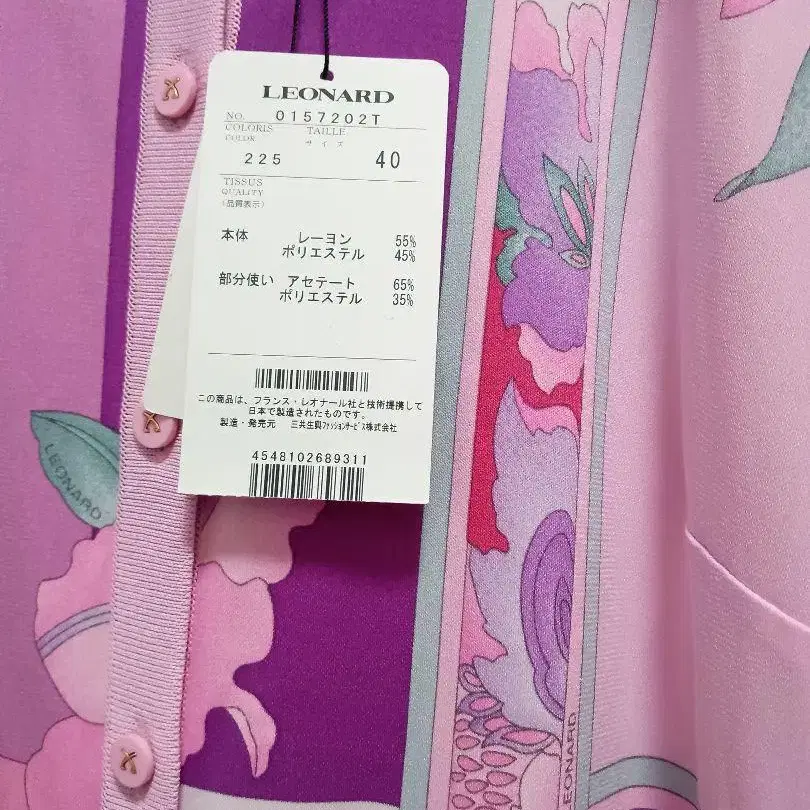 LEONARD
NO. 0157202T
COLORIS TAILLE
COLOR サイズ
225 40
TISSUS
QUALITY
(品質表示)
本体 レーヨン 55%
ポリエステル 45%
部分使い アセテート 65%
ポリエステル 35%
この商品は、フランス・レオナール社と技術提携して
日本で製造されたものです。
製造・発売元 三共生興ファッションサービス株式会社
4548102689311
LEONARD
LEONARD